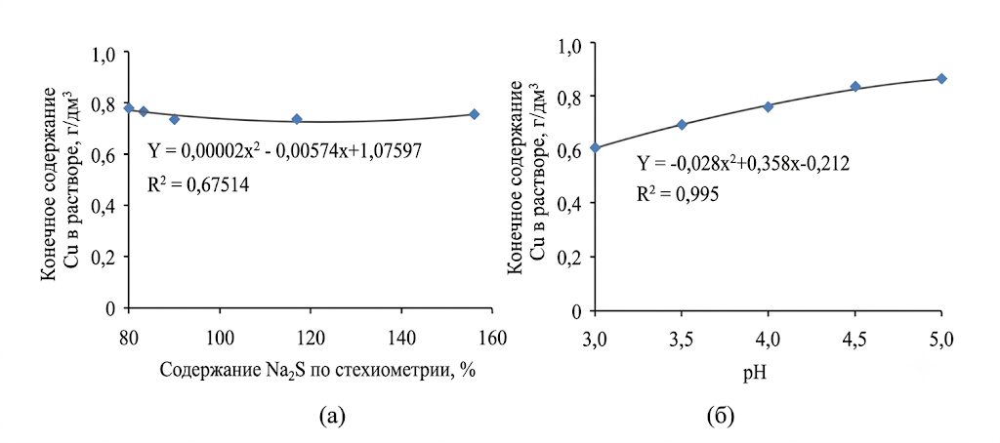 Конечное содержание
Cu в растворе, г/дм³
1,0
0,8
0,6
0,4
0,2
0
Y = 0,00002x² - 0,00574x+1,07597
R² = 0,67514
80
100
120
140
160
Содержание Na₂S по стехиометрии, %
(а)
Конечное содержание
Cu в растворе, г/дм³
1,0
0,8
0,6
0,4
0,2
0
Y = -0,028x²+0,358x-0,212
R² = 0,995
3,0
3,5
4,0
4,5
5,0
pH
(б)